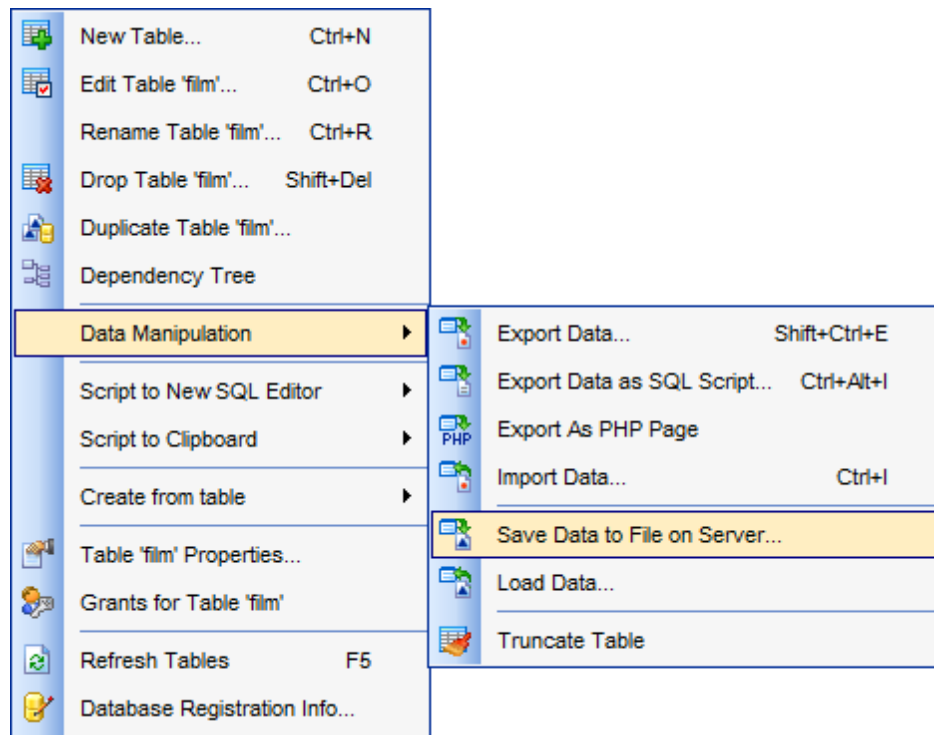 New Table... Ctrl+N
Edit Table 'film'... Ctrl+O
Rename Table 'film'... Ctrl+R
Drop Table 'film'... Shift+Del
Duplicate Table 'film'...
Dependency Tree
Data Manipulation
Script to New SQL Editor
Script to Clipboard
Create from table
Table 'film' Properties...
Grants for Table 'film'
Refresh Tables F5
Database Registration Info...
Export Data... Shift+Ctrl+E
Export Data as SQL Script... Ctrl+Alt+I
PHP Export As PHP Page
Import Data... Ctrl+I
Save Data to File on Server...
Load Data...
Truncate Table